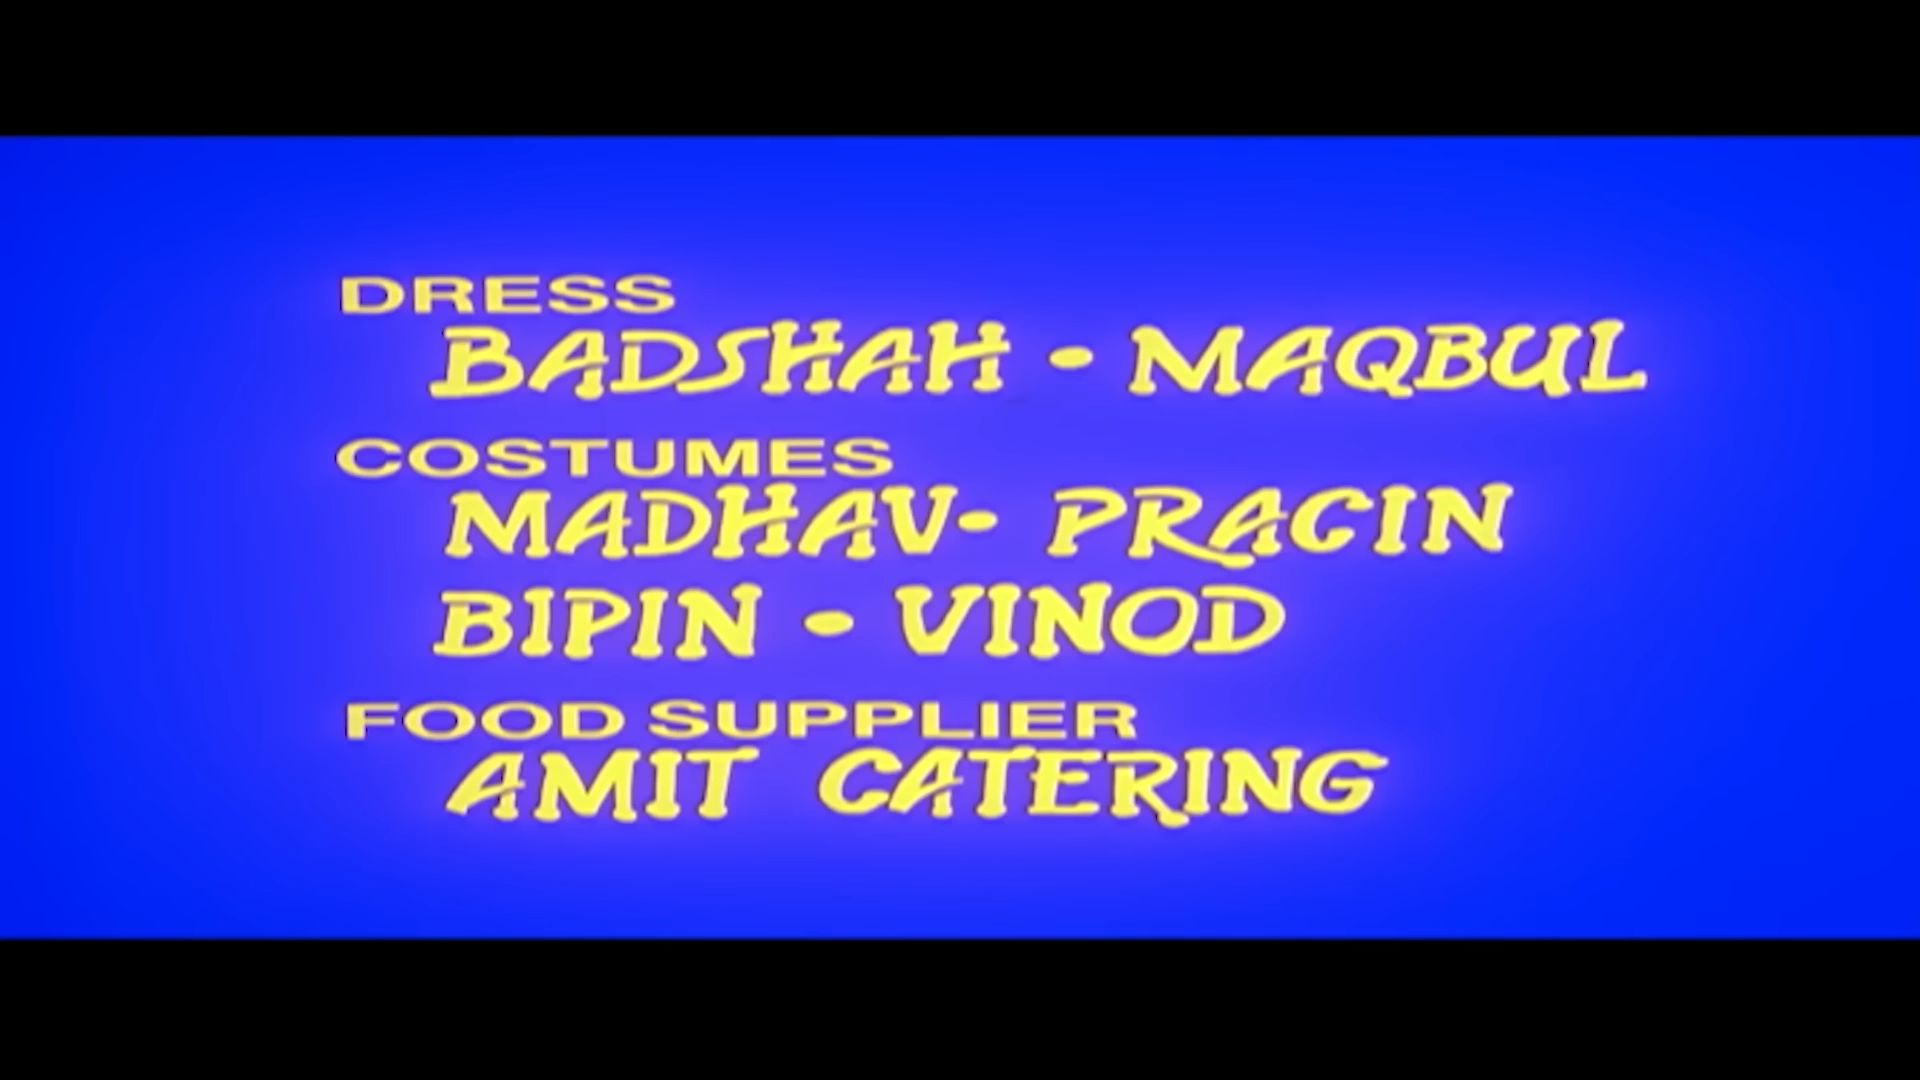 DRESS
BADSHAH - MAQBUL
COSTUMES
MADHAV- PRACIN
BIPIN - VINOD
FOOD SUPPLIER
AMIT CATERING